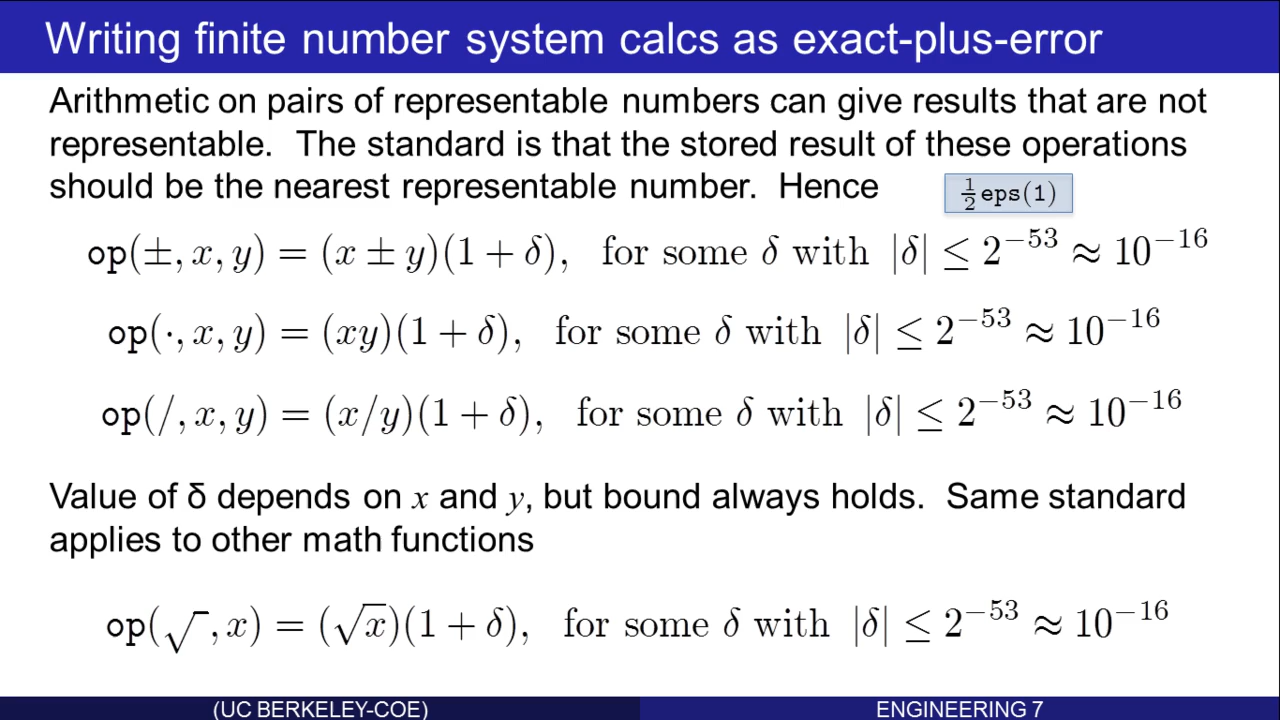 Writing finite number system calcs as exact-plus-error
Arithmetic on pairs of representable numbers can give results that are not
representable. The standard is that the stored result of these operations
should be the nearest representable number. Hence
½eps(1)
op(±, x, y) = (x ± y)(1 + δ), for some δ with |δ| ≤ 2⁻⁵³ ≈ 10⁻¹⁶
op(·, x, y) = (xy)(1 + δ), for some δ with |δ| ≤ 2⁻⁵³ ≈ 10⁻¹⁶
op(/, x, y) = (x/y)(1 + δ), for some δ with |δ| ≤ 2⁻⁵³ ≈ 10⁻¹⁶
Value of δ depends on x and y, but bound always holds. Same standard
applies to other math functions
op(√, x) = (√x)(1 + δ), for some δ with |δ| ≤ 2⁻⁵³ ≈ 10⁻¹⁶
(UC BERKELEY-COE)
ENGINEERING 7